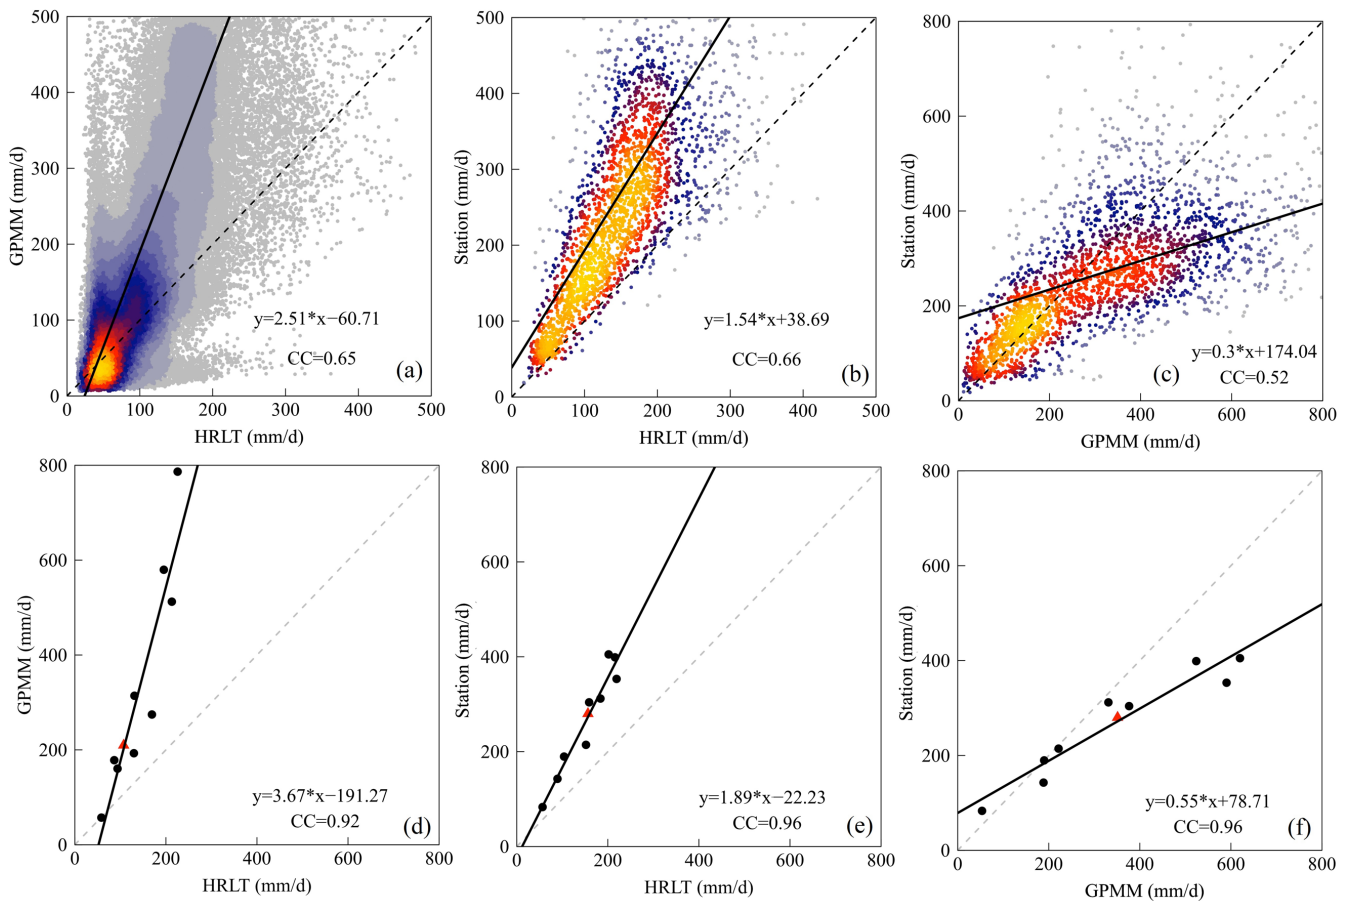 500
400
300
200
100
0
GPMM (mm/d)
y=2.51*x−60.71
CC=0.65
(a)
0 100 200 300 400 500
HRLT (mm/d)
500
400
300
200
100
0
Station (mm/d)
y=1.54*x+38.69
CC=0.66
(b)
0 100 200 300 400 500
HRLT (mm/d)
800
600
400
200
0
Station (mm/d)
y=0.3*x+174.04
CC=0.52
(c)
0 200 400 600 800
GPMM (mm/d)
800
600
400
200
0
GPMM (mm/d)
y=3.67*x−191.27
CC=0.92
(d)
0 200 400 600 800
HRLT (mm/d)
800
600
400
200
0
Station (mm/d)
y=1.89*x−22.23
CC=0.96
(e)
0 200 400 600 800
HRLT (mm/d)
800
600
400
200
0
Station (mm/d)
y=0.55*x+78.71
CC=0.96
(f)
0 200 400 600 800
GPMM (mm/d)